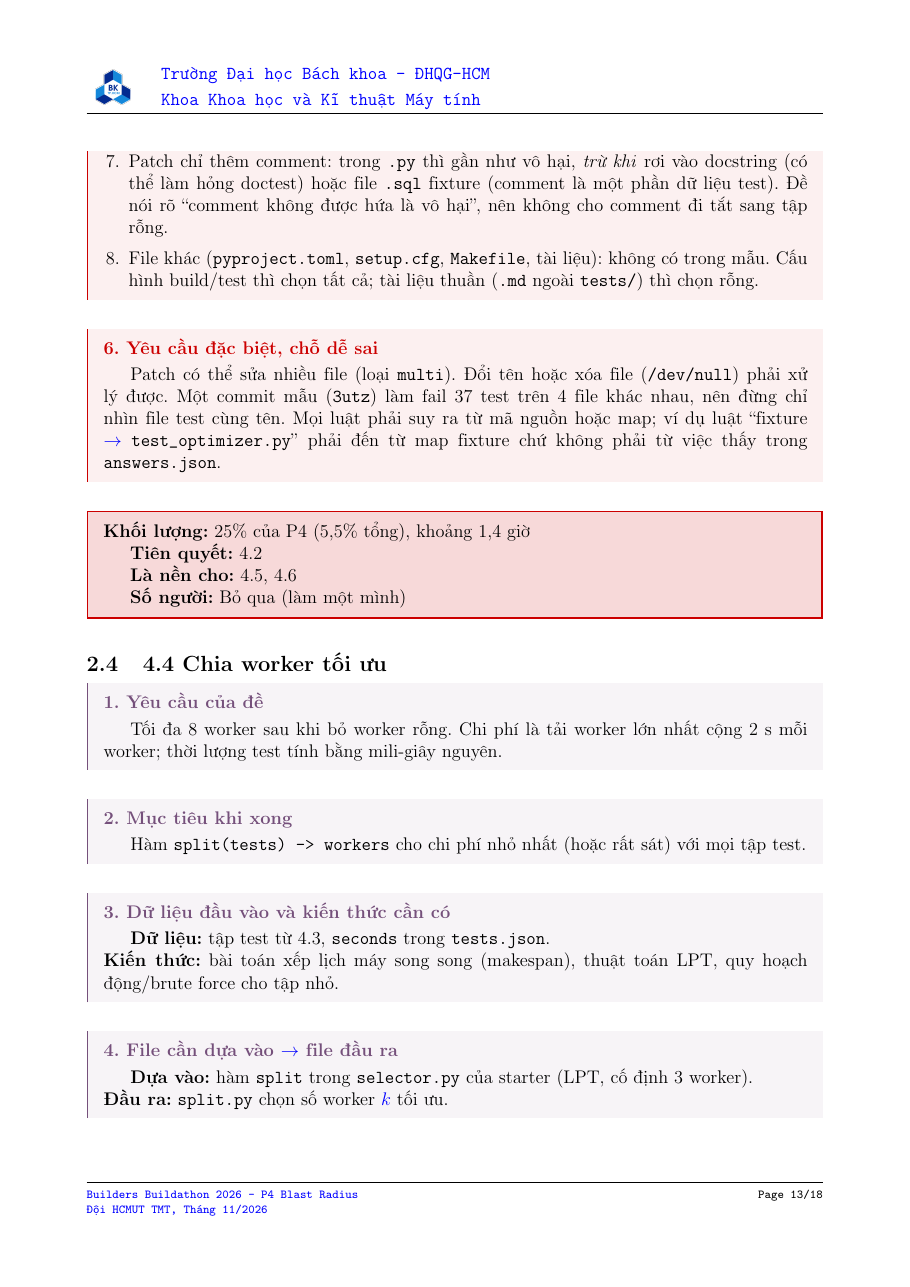 BK
Trường Đại học Bách khoa - ĐHQG-HCM
Khoa Khoa học và Kĩ thuật Máy tính
7. Patch chỉ thêm comment: trong .py thì gần như vô hại, trừ khi rơi vào docstring (có
thể làm hỏng doctest) hoặc file .sql fixture (comment là một phần dữ liệu test). Đề
nói rõ “comment không được hứa là vô hại”, nên không cho comment đi tắt sang tập
rỗng.
8. File khác (pyproject.toml, setup.cfg, Makefile, tài liệu): không có trong mẫu. Cấu
hình build/test thì chọn tất cả; tài liệu thuần (.md ngoài tests/) thì chọn rỗng.
6. Yêu cầu đặc biệt, chỗ dễ sai
Patch có thể sửa nhiều file (loại multi). Đổi tên hoặc xóa file (/dev/null) phải xử
lý được. Một commit mẫu (3utz) làm fail 37 test trên 4 file khác nhau, nên đừng chỉ
nhìn file test cùng tên. Mọi luật phải suy ra từ mã nguồn hoặc map; ví dụ luật “fixture
→ test_optimizer.py” phải đến từ map fixture chứ không phải từ việc thấy trong
answers.json.
Khối lượng: 25% của P4 (5,5% tổng), khoảng 1,4 giờ
Tiên quyết: 4.2
Là nền cho: 4.5, 4.6
Số người: Bỏ qua (làm một mình)
2.4 4.4 Chia worker tối ưu
1. Yêu cầu của đề
Tối đa 8 worker sau khi bỏ worker rỗng. Chi phí là tải worker lớn nhất cộng 2 s mỗi
worker; thời lượng test tính bằng mili-giây nguyên.
2. Mục tiêu khi xong
Hàm split(tests) -> workers cho chi phí nhỏ nhất (hoặc rất sát) với mọi tập test.
3. Dữ liệu đầu vào và kiến thức cần có
Dữ liệu: tập test từ 4.3, seconds trong tests.json.
Kiến thức: bài toán xếp lịch máy song song (makespan), thuật toán LPT, quy hoạch
động/brute force cho tập nhỏ.
4. File cần dựa vào → file đầu ra
Dựa vào: hàm split trong selector.py của starter (LPT, cố định 3 worker).
Đầu ra: split.py chọn số worker k tối ưu.
Builders Buildathon 2026 - P4 Blast Radius
Page 13/18
Đội HCMUT TMT, Tháng 11/2026